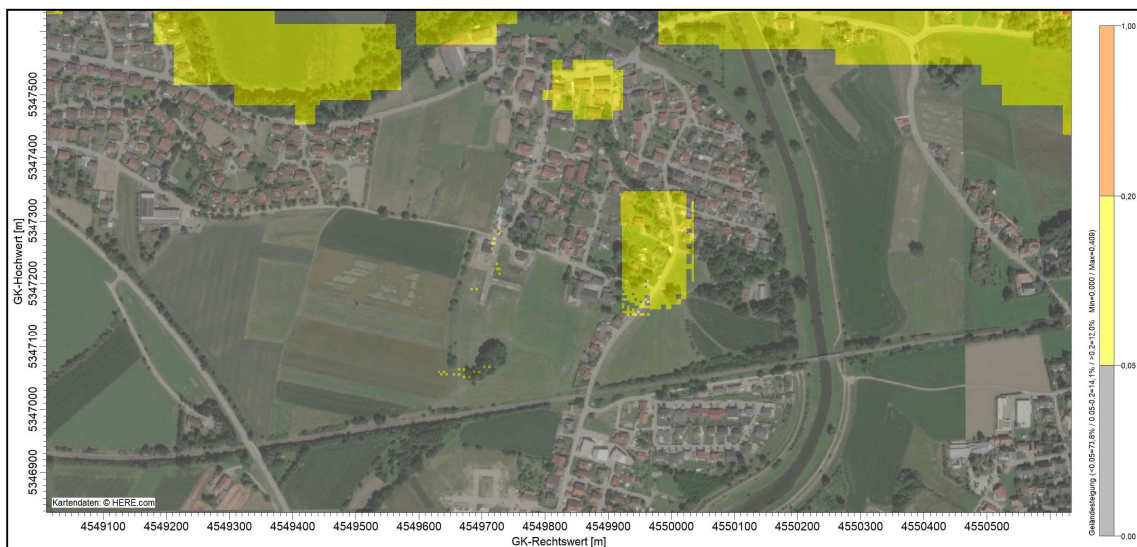 5347500
5347400
5347300
5347200
5347100
5347000
5346900
GK-Hochwert [m]
Kartendaten: © HERE.com
4549100 4549200 4549300 4549400 4549500 4549600 4549700 4549800 4549900 4550000 4550100 4550200 4550300 4550400 4550500
GK-Rechtswert [m]
1,00
0,20
0,05
0,00
Geländesteigung (<0.05=73,8% / 0.05-0.2=14,1% / >0.2=12,0% Min=0,000 / Max=0,409)